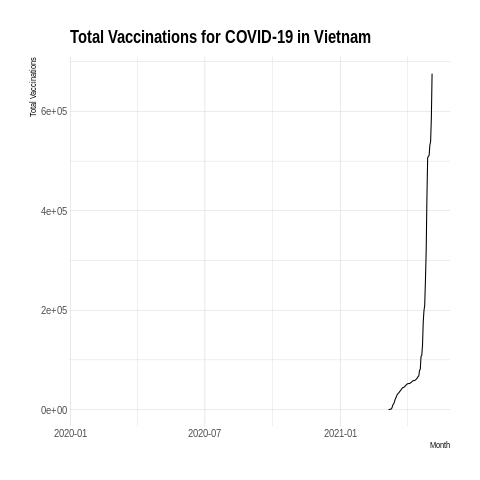 Total Vaccinations for COVID-19 in Vietnam
Total Vaccinations
6e+05
4e+05
2e+05
0e+00
2020-01 2020-07 2021-01
Month